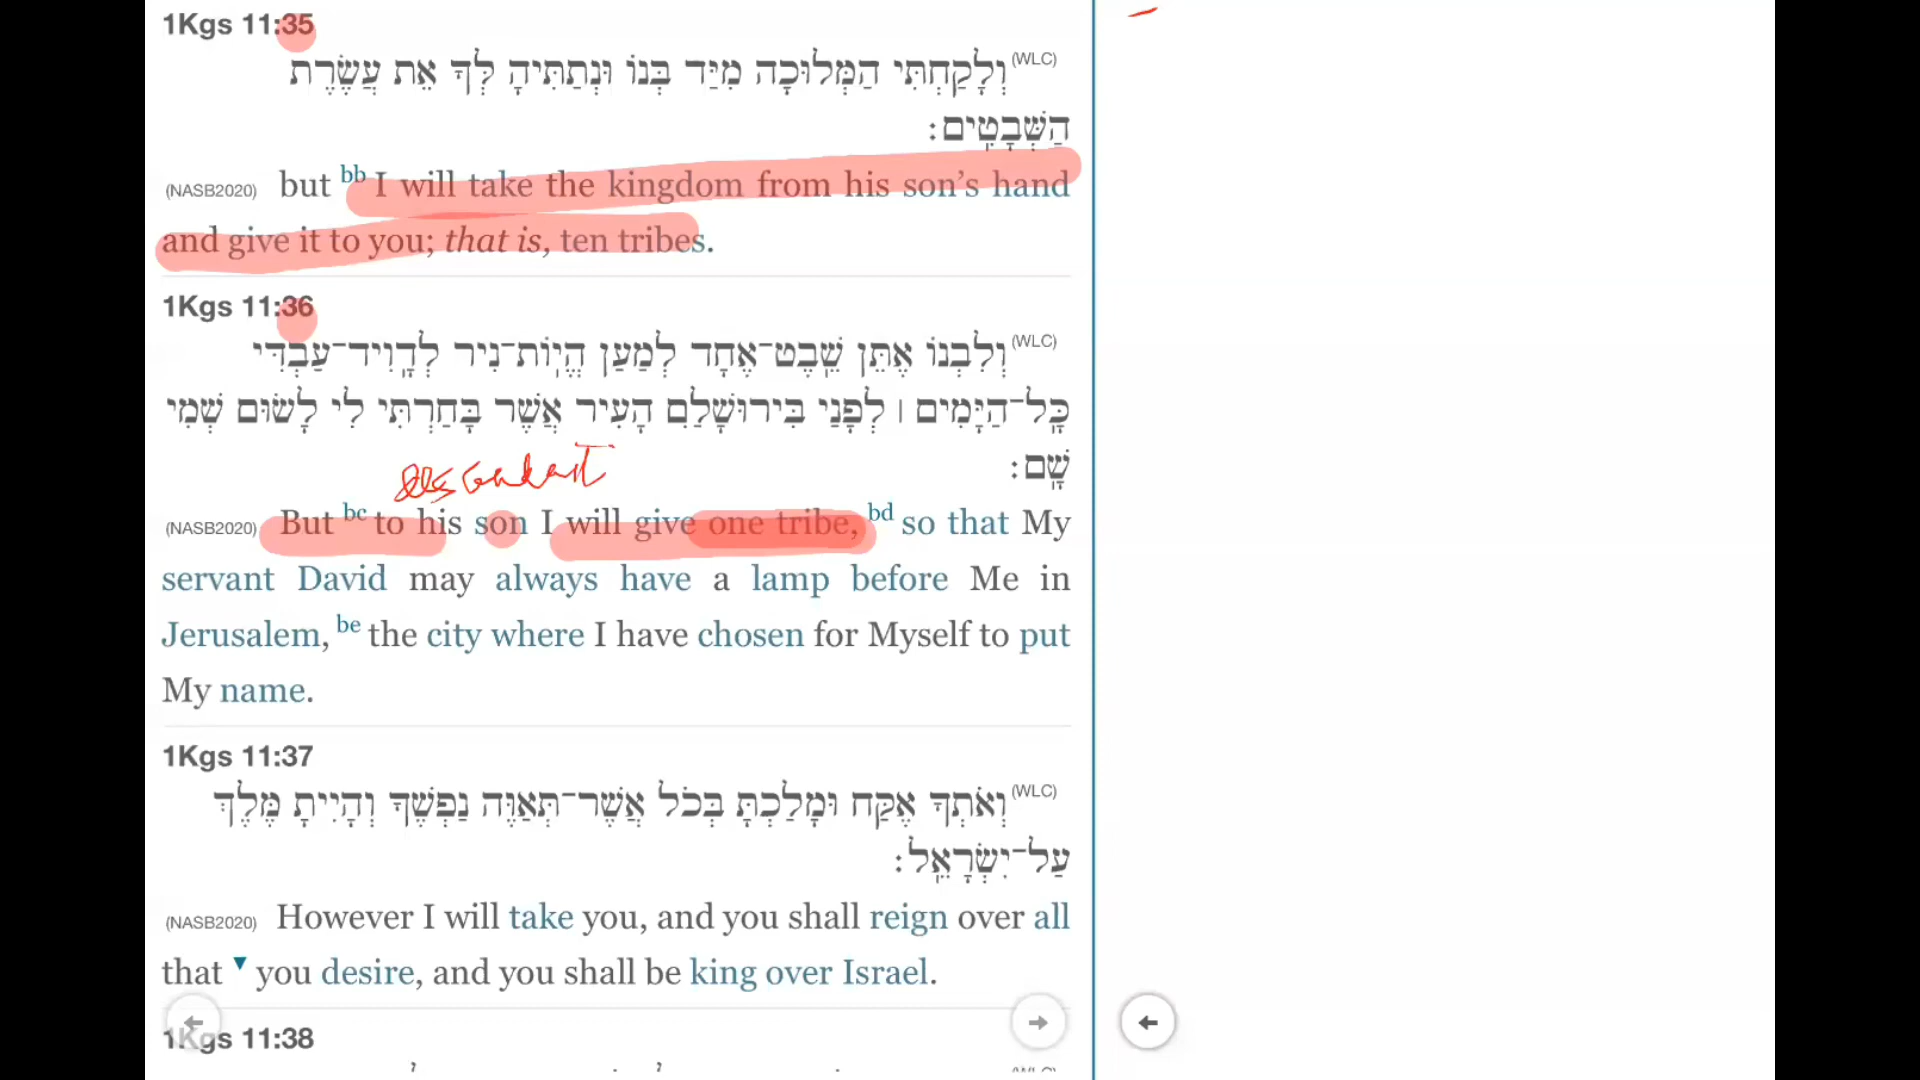 1Kgs 11:35
(WLC) וְלָקַחְתִּי הַמְּלוּכָה מִיַּד בְּנוֹ וּנְתַתִּיהָ לְּךָ אֵת עֲשֶׂרֶת
הַשְּׁבָטִֽים׃
(NASB2020) but bb I will take the kingdom from his son’s hand
and give it to you; that is, ten tribes.
1Kgs 11:36
(WLC) וְלִבְנוֹ אֶתֵּן שֵֽׁבֶט־אֶחָד לְמַעַן הֱיֽוֹת־נִיר לְדָֽוִיד־עַבְדִּי
כָּֽל־הַיָּמִים ׀ לְפָנַי בִּירוּשָׁלִַם הָעִיר אֲשֶׁר בָּחַרְתִּי לִי לָשׂוּם שְׁמִי
שָֽׁם׃
descendant
(NASB2020) But bc to his son I will give one tribe, bd so that My
servant David may always have a lamp before Me in
Jerusalem, be the city where I have chosen for Myself to put
My name.
1Kgs 11:37
(WLC) וְאֹתְךָ אֶקַּח וּמָלַכְתָּ בְּכֹל אֲשֶׁר־תְּאַוֶּה נַפְשֶׁךָ וְהָיִיתָ מֶּלֶךְ
עַל־יִשְׂרָאֵֽל׃
(NASB2020) However I will take you, and you shall reign over all
that you desire, and you shall be king over Israel.
1Kgs 11:38